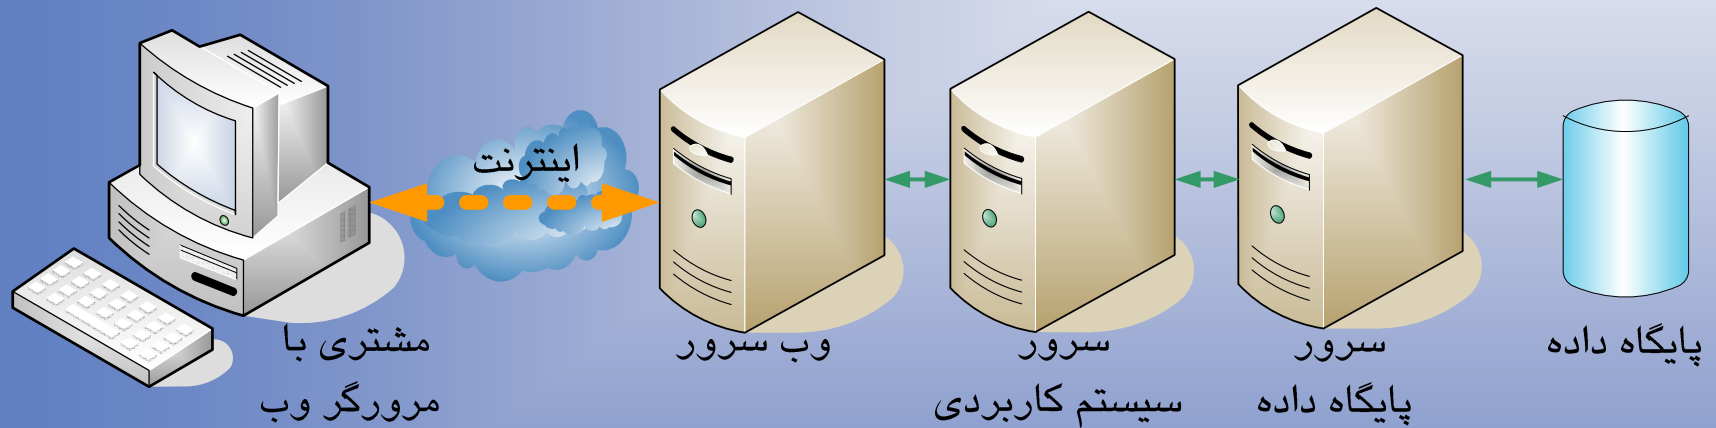 اینترنت
مشتری با
مرورگر وب
وب سرور
سرور
سیستم کاربردی
سرور
پایگاه داده
پایگاه داده